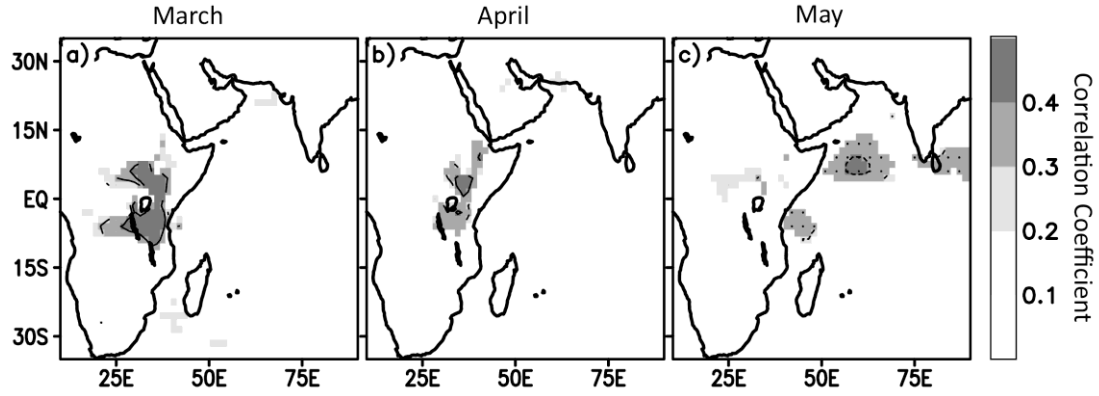 March April May
a) b) c)
30N
15N
EQ
15S
30S
25E 50E 75E 25E 50E 75E 25E 50E 75E
0.4
0.3
0.2
0.1
Correlation Coefficient